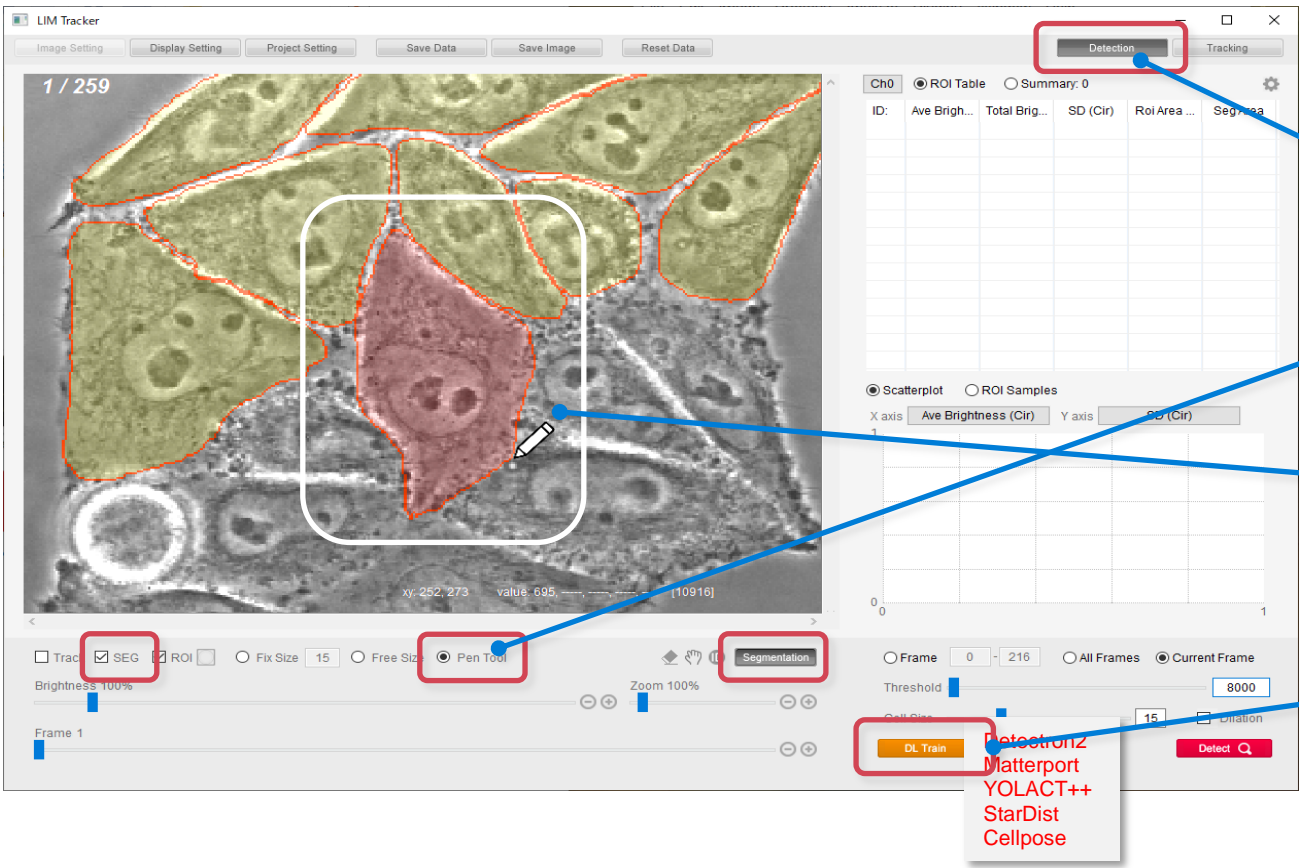 LIM Tracker
Image Setting Display Setting Project Setting Save Data Save Image Reset Data Detection Tracking
1 / 259
Ch0 ROI Table Summary: 0
ID: Ave Brigh... Total Brig... SD (Cir) Roi Area ... Seg Area
Scatterplot ROI Samples
X axis Ave Brightness (Cir) Y axis SD (Cir)
1
0
0 1
xy: 252, 273 value: 695, -----, -----, [10916]
Track SEG ROI Fix Size 15 Free Size Pen Tool Segmentation
Frame 0 - 216 All Frames Current Frame
Brightness 100% Zoom 100%
Threshold 8000
Cell Size 15 Dilation
Frame 1
DL Train Detect
Detectron2
Matterport
YOLACT++
StarDist
Cellpose